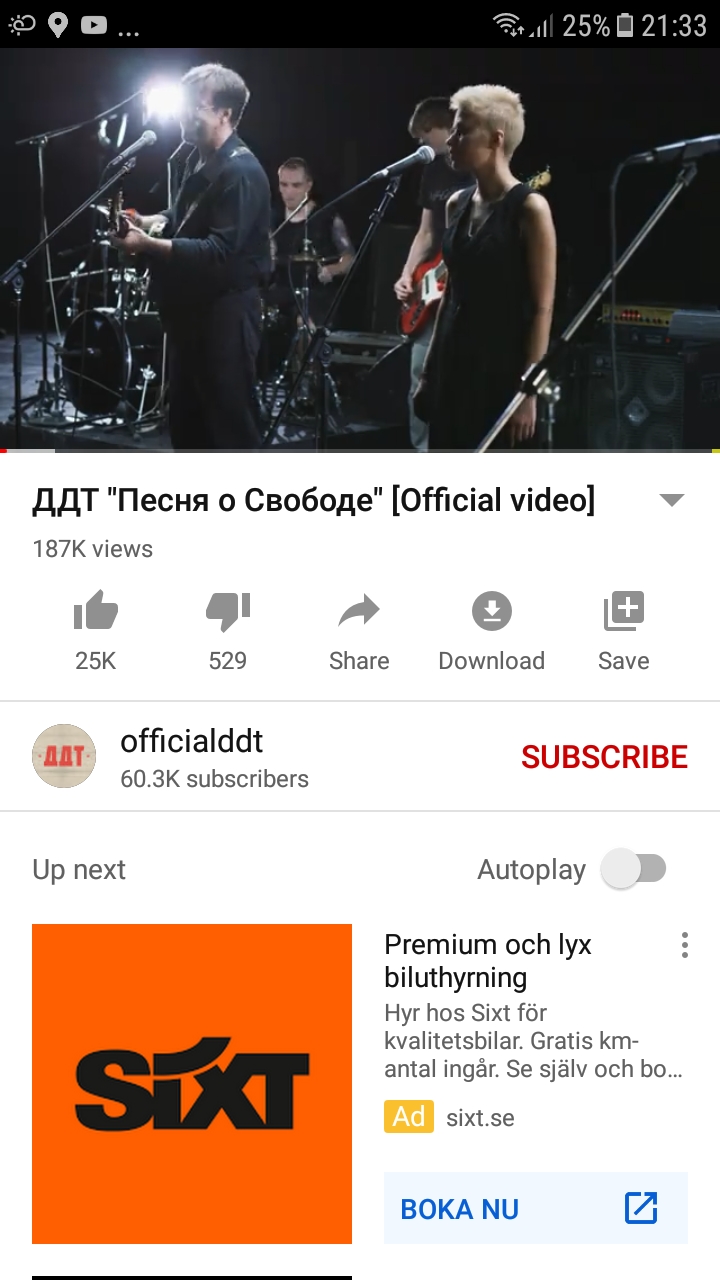 ... 25% 21:33
ДДТ "Песня о Свободе" [Official video]
187K views
25K 529 Share Download Save
ДДТ
officialddt
60.3K subscribers
SUBSCRIBE
Up next
Autoplay
SIXT
Premium och lyx
biluthyrning
Hyr hos Sixt för
kvalitetsbilar. Gratis km-
antal ingår. Se själv och bo...
Ad sixt.se
BOKA NU